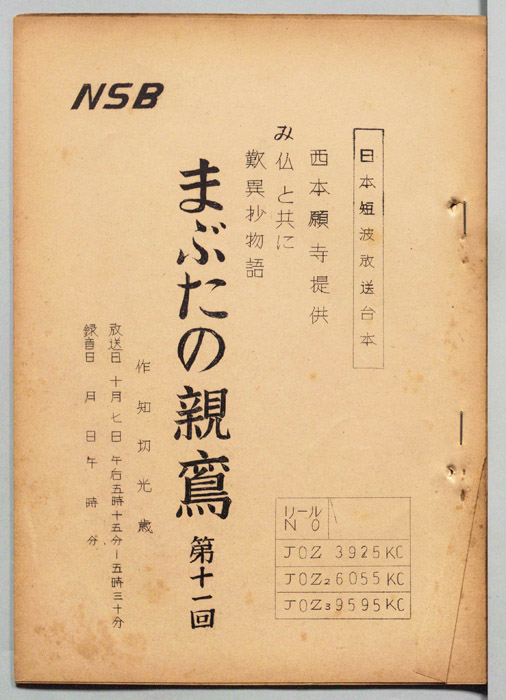 NSB
日本短波放送台本
西本願寺提供
み仏と共に
歎異抄物語
まぶたの親鸞 第十一回
作 知切光歳
放送日 十月七日 午后五時十五分－五時三十分
録音日 月 日 午 時 分
リール NO
JOZ 3925KC
JOZ₂ 6055KC
JOZ₃ 9595KC